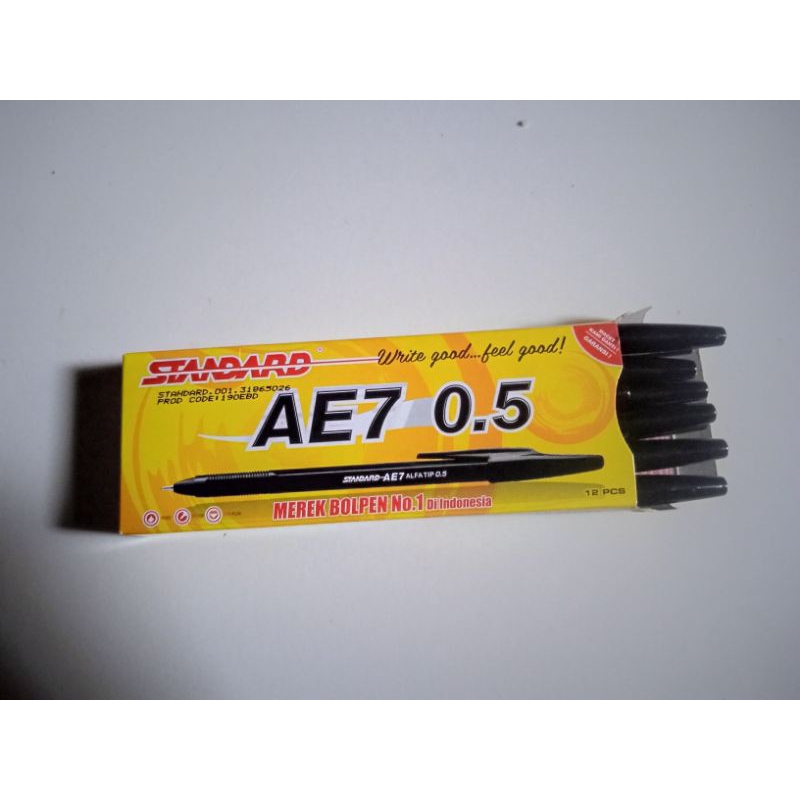 STANDARD
Write good...feel good!
STANDARD.001.31863026
PROD CODE:190EBD
AE7 0.5
STANDARD-AE7 ALFATIP 0.5
MEREK BOLPEN No.1 Di Indonesia
12 PCS
GARANSI!